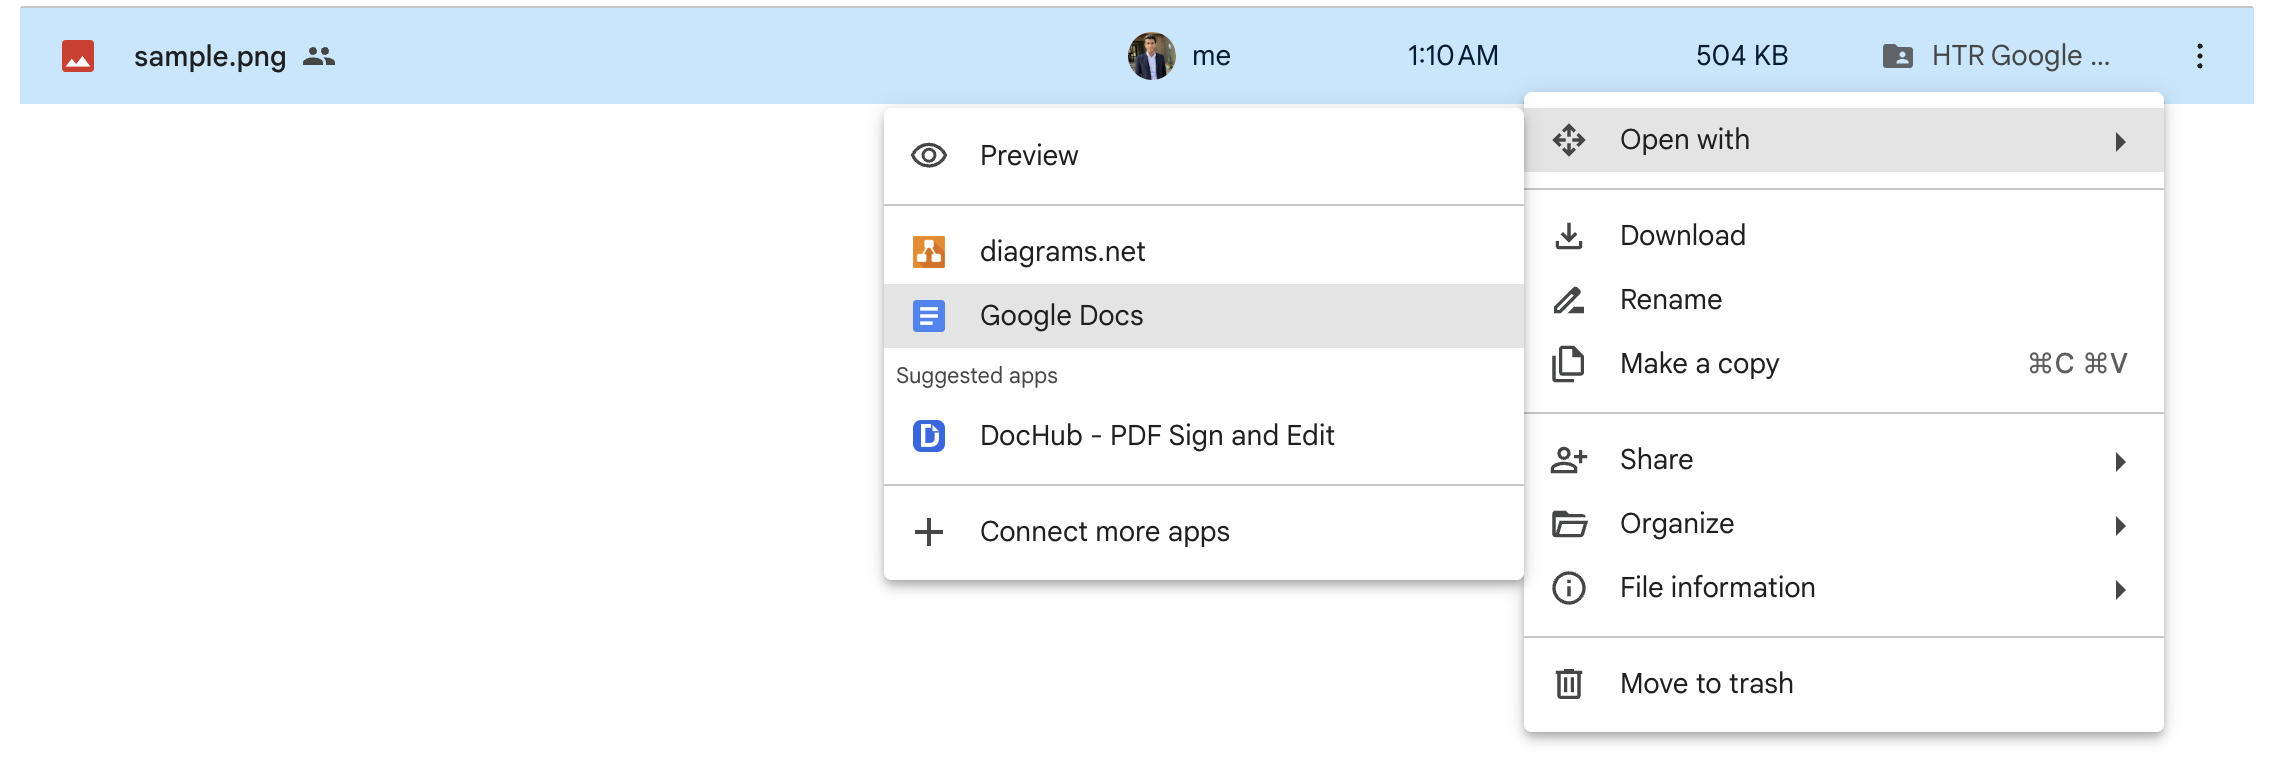 sample.png me 1:10 AM 504 KB HTR Google ...
Preview
diagrams.net
Google Docs
Suggested apps
DocHub - PDF Sign and Edit
Connect more apps
Open with
Download
Rename
Make a copy ⌘C ⌘V
Share
Organize
File information
Move to trash